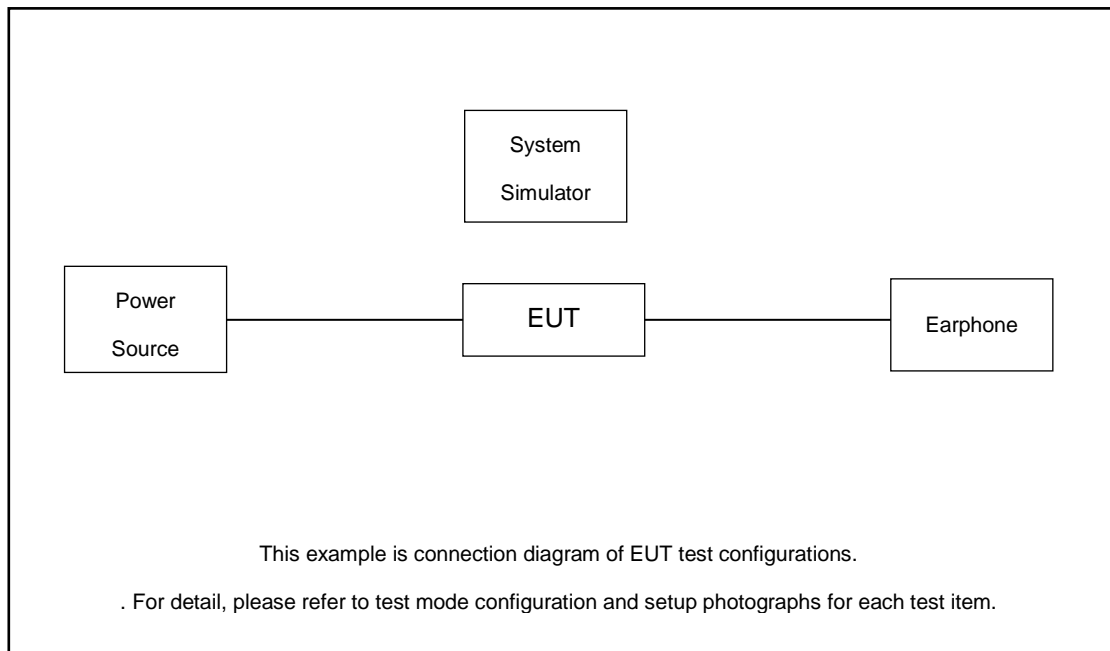 System
Simulator
Power
Source
EUT
Earphone
This example is connection diagram of EUT test configurations.
. For detail, please refer to test mode configuration and setup photographs for each test item.